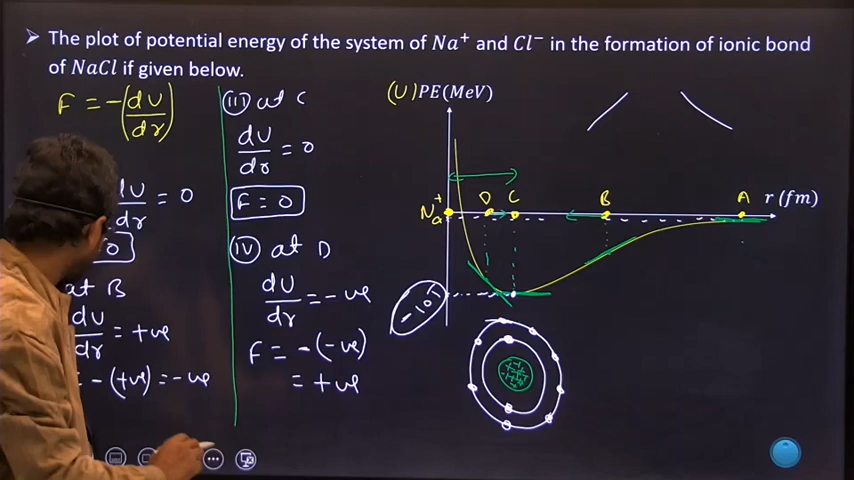 The plot of potential energy of the system of Na⁺ and Cl⁻ in the formation of ionic bond
of NaCl if given below.
F = -(dU/dr)
dU/dr = 0
= 0
at B
dU/dr = +ve
= -(+ve) = -ve
(iii) at C
dU/dr = 0
F = 0
(iv) at D
dU/dr = -ve
F = -(-ve)
= +ve
(U) PE(MeV)
Na⁺
D C B A r (fm)